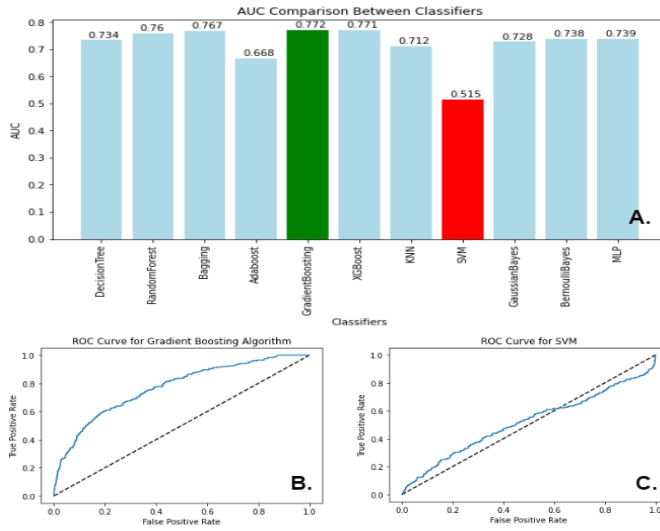 AUC Comparison Between Classifiers
0.8
0.7
0.6
0.5
0.4
0.3
0.2
0.1
0.0
AUC
0.734
0.76
0.767
0.668
0.772
0.771
0.712
0.515
0.728
0.738
0.739
A.
DecisionTree
RandomForest
Bagging
Adaboost
GradientBoosting
XGBoost
KNN
SVM
GaussianBayes
BernoulliBayes
MLP
Classifiers
ROC Curve for Gradient Boosting Algorithm
1.0
0.8
0.6
0.4
0.2
0.0
True Positive Rate
B.
0.0 0.2 0.4 0.6 0.8 1.0
False Positive Rate
ROC Curve for SVM
1.0
0.8
0.6
0.4
0.2
0.0
True Positive Rate
C.
0.0 0.2 0.4 0.6 0.8 1.0
False Positive Rate